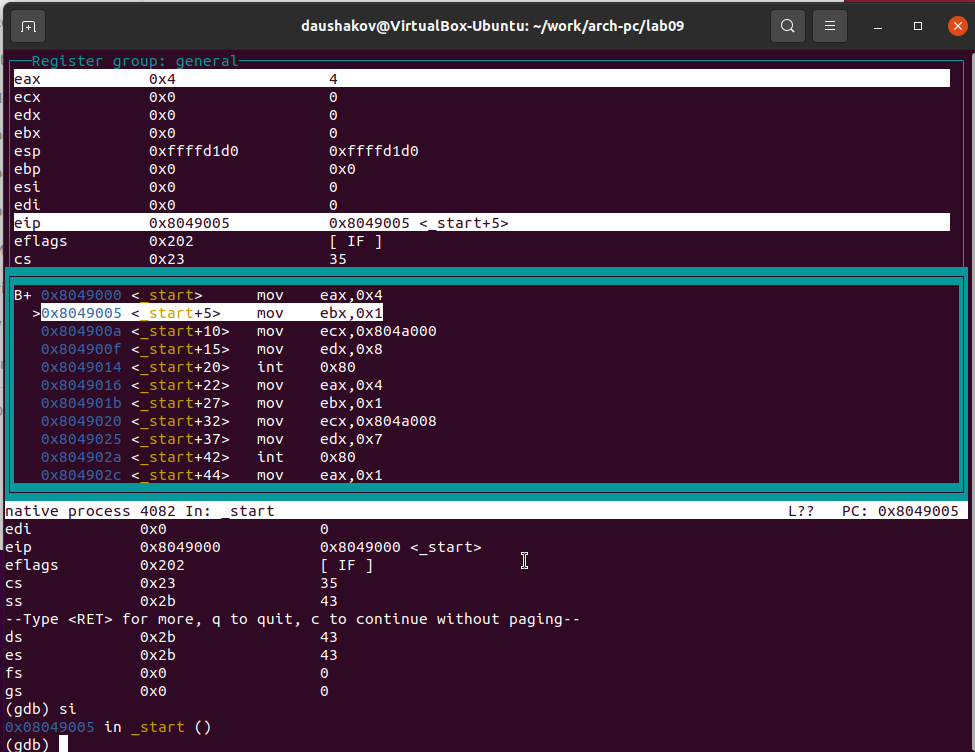 daushakov@VirtualBox-Ubuntu: ~/work/arch-pc/lab09
Register group: general
eax 0x4 4
ecx 0x0 0
edx 0x0 0
ebx 0x0 0
esp 0xffffd1d0 0xffffd1d0
ebp 0x0 0x0
esi 0x0 0
edi 0x0 0
eip 0x8049005 0x8049005 <_start+5>
eflags 0x202 [ IF ]
cs 0x23 35
B+ 0x8049000 <_start> mov eax,0x4
>0x8049005 <_start+5> mov ebx,0x1
0x804900a <_start+10> mov ecx,0x804a000
0x804900f <_start+15> mov edx,0x8
0x8049014 <_start+20> int 0x80
0x8049016 <_start+22> mov eax,0x4
0x804901b <_start+27> mov ebx,0x1
0x8049020 <_start+32> mov ecx,0x804a008
0x8049025 <_start+37> mov edx,0x7
0x804902a <_start+42> int 0x80
0x804902c <_start+44> mov eax,0x1
native process 4082 In: _start L?? PC: 0x8049005
edi 0x0 0
eip 0x8049000 0x8049000 <_start>
eflags 0x202 [ IF ]
cs 0x23 35
ss 0x2b 43
--Type <RET> for more, q to quit, c to continue without paging--
ds 0x2b 43
es 0x2b 43
fs 0x0 0
gs 0x0 0
(gdb) si
0x08049005 in _start ()
(gdb)